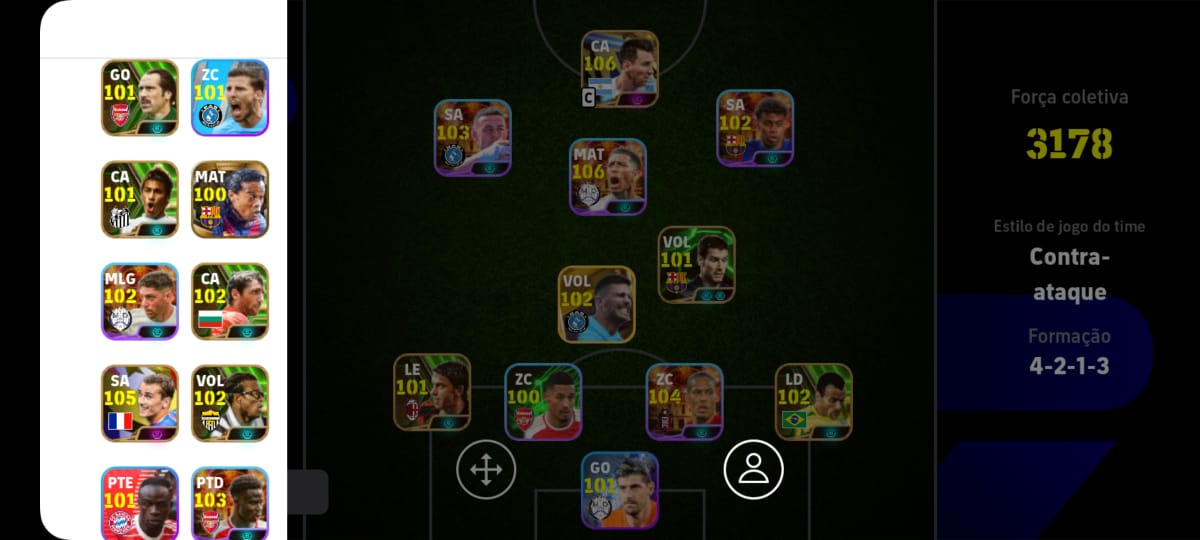 GO
101
ZC
101
CA
101
MAT
100
MLG
102
CA
102
SA
105
VOL
102
PTE
101
PTD
103
CA
106
C
SA
103
SA
102
MAT
106
VOL
101
VOL
102
LE
101
ZC
100
ZC
104
LD
102
GO
101
Força coletiva
3178
Estilo de jogo do time
Contra-
ataque
Formação
4-2-1-3